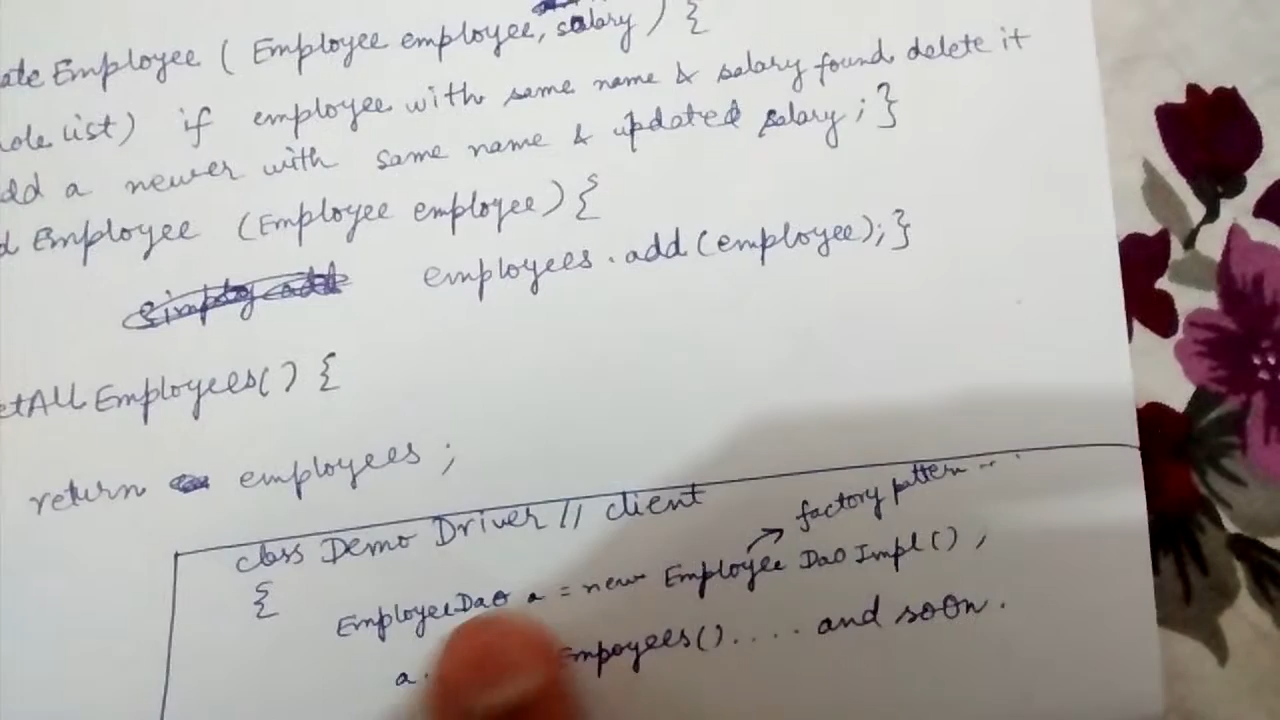 ate Employee ( Employee employee, salary ) {
ole list) if employee with same name & salary found delete it
dd a newer with same name & updated salary ; }
d Employee (Employee employee) {
employees . add (employee); }
etAll Employees() {
return employees ;
class Demo Driver // client
{ factory pattern ...
EmployeeDao a = new Employee Dao Impl() ,
a. Empoyees() .... and soon .